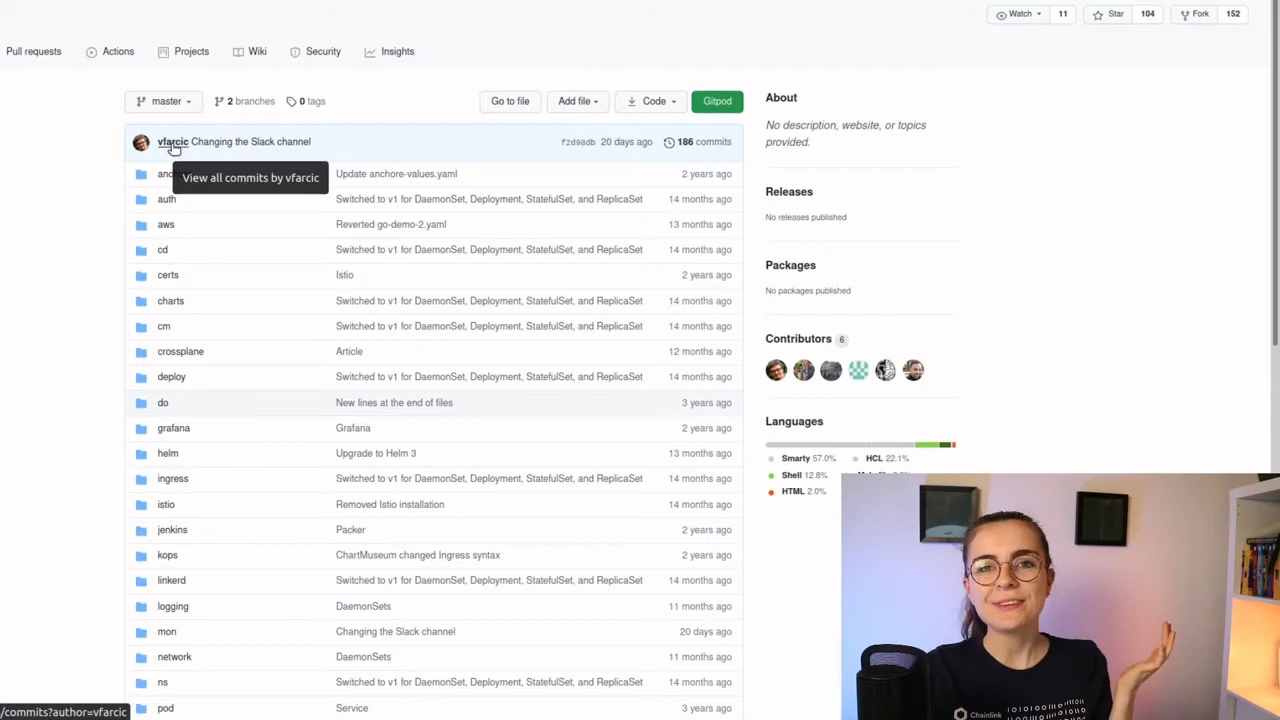 Watch 11 Star 104 Fork 152
Pull requests Actions Projects Wiki Security Insights
master 2 branches 0 tags Go to file Add file Code Gitpod
vfarcic Changing the Slack channel f2d98db 20 days ago 186 commits
View all commits by vfarcic
Update anchore-values.yaml 2 years ago
auth Switched to v1 for DaemonSet, Deployment, StatefulSet, and ReplicaSet 14 months ago
aws Reverted go-demo-2.yaml 13 months ago
cd Switched to v1 for DaemonSet, Deployment, StatefulSet, and ReplicaSet 14 months ago
certs Istio 2 years ago
charts Switched to v1 for DaemonSet, Deployment, StatefulSet, and ReplicaSet 14 months ago
cm Switched to v1 for DaemonSet, Deployment, StatefulSet, and ReplicaSet 14 months ago
crossplane Article 12 months ago
deploy Switched to v1 for DaemonSet, Deployment, StatefulSet, and ReplicaSet 14 months ago
do New lines at the end of files 3 years ago
grafana Grafana 2 years ago
helm Upgrade to Helm 3 13 months ago
ingress Switched to v1 for DaemonSet, Deployment, StatefulSet, and ReplicaSet 14 months ago
istio Removed Istio installation 14 months ago
jenkins Packer 2 years ago
kops ChartMuseum changed Ingress syntax 2 years ago
linkerd Switched to v1 for DaemonSet, Deployment, StatefulSet, and ReplicaSet 14 months ago
logging DaemonSets 11 months ago
mon Changing the Slack channel 20 days ago
network DaemonSets 11 months ago
ns Switched to v1 for DaemonSet, Deployment, StatefulSet, and ReplicaSet 14 months ago
pod Service 3 years ago
/commits?author=vfarcic
About
No description, website, or topics
provided.
Releases
No releases published
Packages
No packages published
Contributors 6
Languages
Smarty 57.0% HCL 22.1%
Shell 12.8%
HTML 2.0%
Chainlink